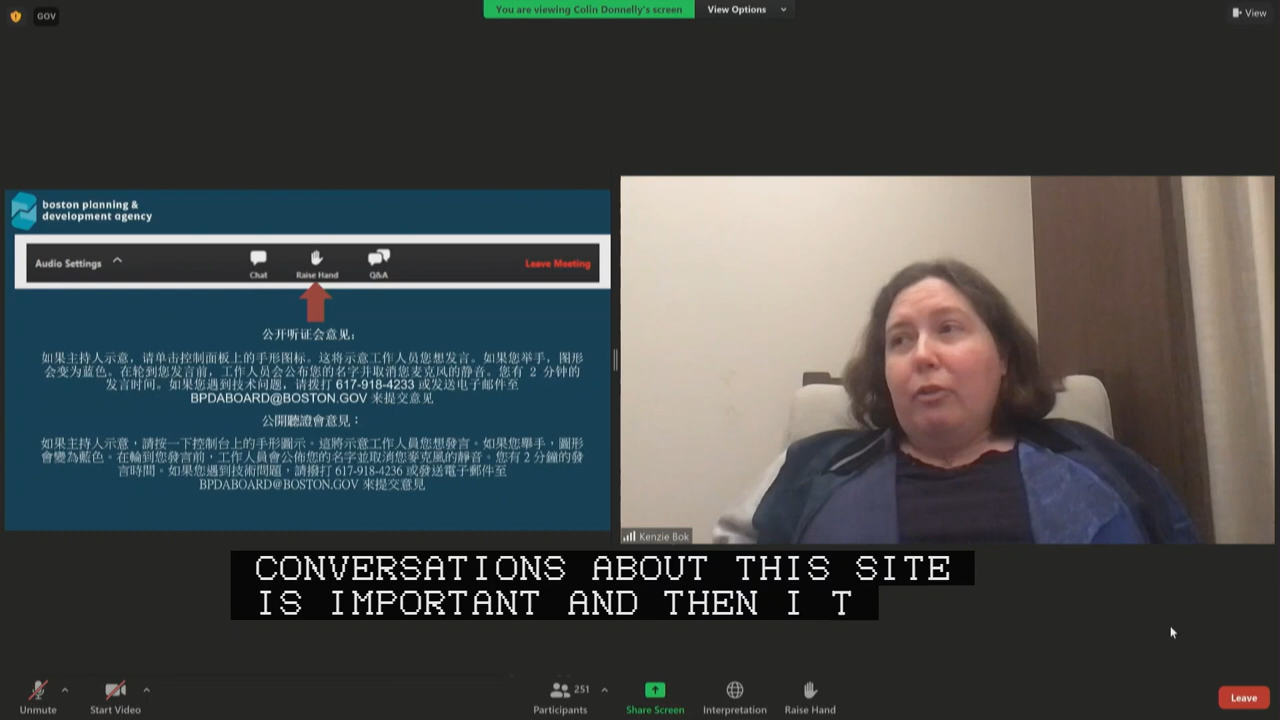 GOV
You are viewing Colin Donnelly's screen
View Options
View
boston planning &
development agency
Audio Settings
Chat
Raise Hand
Q&A
Leave Meeting
公开听证会意见:
如果主持人示意，请单击控制面板上的手形图标。这将示意工作人员您想发言。如果您举手，图形
会变为蓝色。在轮到您发言前，工作人员会公布您的名字并取消您麦克风的静音。您有 2 分钟的
发言时间。如果您遇到技术问题，请拨打 617-918-4233 或发送电子邮件至
BPDABOARD@BOSTON.GOV 来提交意见
公開聽證會意見：
如果主持人示意，請按一下控制台上的手形圖示。這將示意工作人員您想發言。如果您舉手，圖形
會變為藍色。在輪到您發言前，工作人員會公佈您的名字並取消您麥克風的靜音。您有 2 分鐘的發
言時間。如果您遇到技術問題，請撥打 617-918-4236 或發送電子郵件至
BPDABOARD@BOSTON.GOV 來提交意見
Kenzie Bok
CONVERSATIONS ABOUT THIS SITE
IS IMPORTANT AND THEN I T
Unmute
Start Video
251
Participants
Share Screen
Interpretation
Raise Hand
Leave